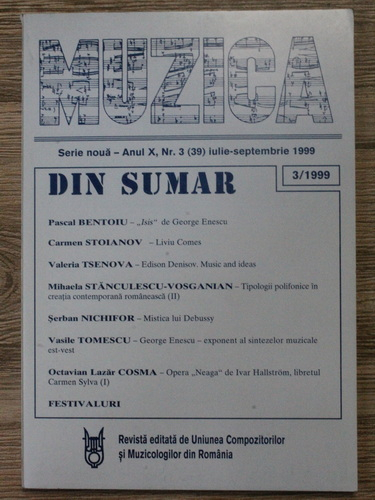 MUZICA
Serie nouă – Anul X, Nr. 3 (39) iulie-septembrie 1999
DIN SUMAR
3/1999
Pascal BENTOIU – „Isis“ de George Enescu
Carmen STOIANOV – Liviu Comes
Valeria TSENOVA – Edison Denisov. Music and ideas
Mihaela STĂNCULESCU-VOSGANIAN – Tipologii polifonice în
creația contemporană românească (II)
Șerban NICHIFOR – Mistica lui Debussy
Vasile TOMESCU – George Enescu – exponent al sintezelor muzicale
est-vest
Octavian Lazăr COSMA – Opera „Neaga“ de Ivar Hallström, libretul
Carmen Sylva (I)
FESTIVALURI
Revistă editată de Uniunea Compozitorilor
și Muzicologilor din România